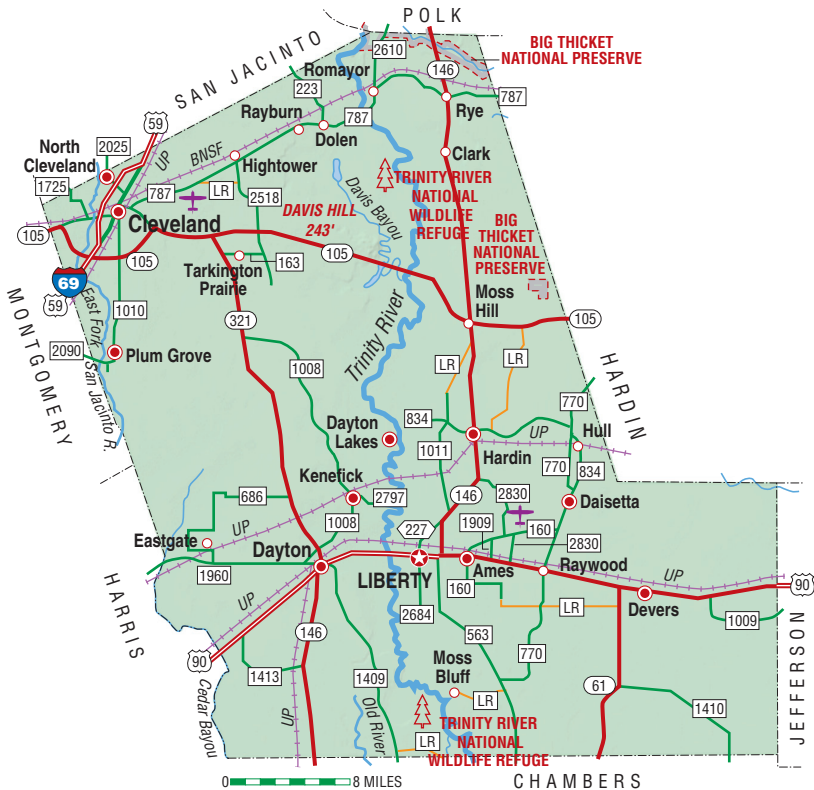 POLK
SAN JACINTO
BIG THICKET
NATIONAL PRESERVE
2610
Romayor
146
223
787
Rye
787
59
Rayburn
787
Dolen
2025
North
Cleveland
UP
BNSF
Hightower
Clark
1725
787
LR
2518
TRINITY RIVER
NATIONAL
WILDLIFE
REFUGE
Davis Bayou
DAVIS HILL
243'
Cleveland
BIG
THICKET
NATIONAL
PRESERVE
105
105
105
Tarkington
Prairie
163
69
59
MONTGOMERY
East Fork
San Jacinto R.
1010
321
Trinity River
Moss
Hill
105
2090
Plum Grove
1008
LR
LR
HARDIN
770
834
Dayton
Lakes
1011
Hardin
UP
Hull
770
834
Kenefick
686
2797
146
2830
Daisetta
UP
1008
227
1909
160
2830
Eastgate
Dayton
LIBERTY
Ames
Raywood
UP
1960
160
90
HARRIS
UP
2684
LR
Devers
1009
146
563
770
JEFFERSON
90
1413
1409
Moss
Bluff
61
Cedar Bayou
UP
Old River
LR
1410
TRINITY RIVER
NATIONAL
WILDLIFE REFUGE
LR
0
8 MILES
CHAMBERS